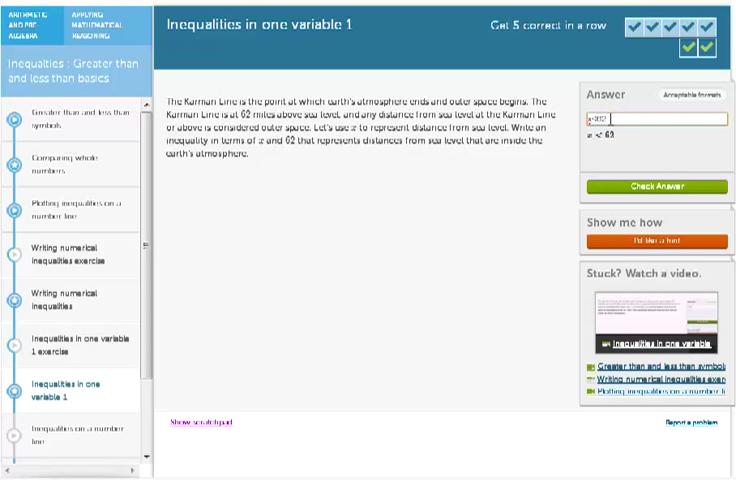 ARITHMETIC AND PRE-ALGEBRA
APPLYING MATHEMATICAL REASONING
Inequalities : Greater than
and less than basics
Greater than and less than
symbols
Comparing whole
numbers
Plotting inequalities on a
number line
Writing numerical
inequalities exercise
Writing numerical
inequalities
Inequalities in one variable
1 exercise
Inequalities in one
variable 1
Inequalities on a number
line
Inequalities in one variable 1
Get 5 correct in a row
The Karman Line is the point at which earth's atmosphere ends and outer space begins. The
Karman Line is at 62 miles above sea level, and any distance from sea level at the Karman Line
or above is considered outer space. Let's use x to represent distance from sea level. Write an
inequality in terms of x and 62 that represents distances from sea level that are inside the
earth's atmosphere.
Answer
Acceptable formats
x<62
x < 62
Check Answer
Show me how
I'd like a hint
Stuck? Watch a video.
Inequalities in one variable
Greater than and less than symbol
Writing numerical inequalities exer
Plotting inequalities on a number li
Show scratchpad
Report a problem